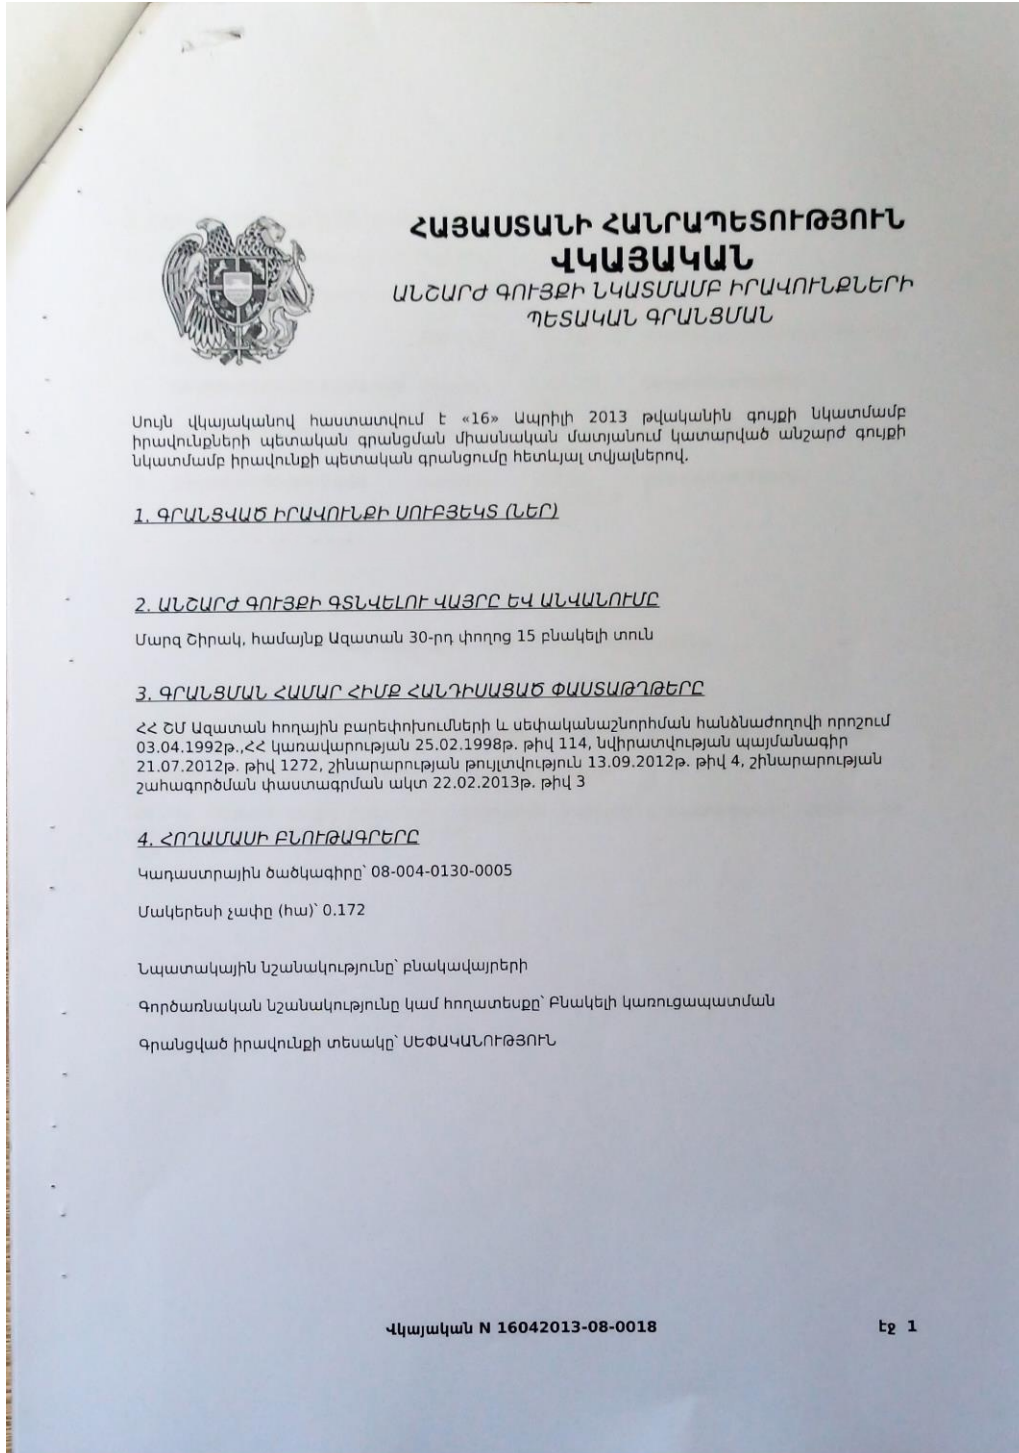 ՀԱՅԱՍՏԱՆԻ ՀԱՆՐԱՊԵՏՈՒԹՅՈՒՆ
ՎԿԱՅԱԿԱՆ
ԱՆՇԱՐԺ ԳՈՒՅՔԻ ՆԿԱՏՄԱՄԲ ԻՐԱՎՈՒՆՔՆԵՐԻ
ՊԵՏԱԿԱՆ ԳՐԱՆՑՄԱՆ
Սույն վկայականով հաստատվում է «16» Ապրիլի 2013 թվականին գույքի նկատմամբ
իրավունքների պետական գրանցման միասնական մատյանում կատարված անշարժ գույքի
նկատմամբ իրավունքի պետական գրանցումը հետևյալ տվյալներով.
1. ԳՐԱՆՑՎԱԾ ԻՐԱՎՈՒՆՔԻ ՍՈՒԲՅԵԿՏ (ՆԵՐ)
2. ԱՆՇԱՐԺ ԳՈՒՅՔԻ ԳՏՆՎԵԼՈՒ ՎԱՅՐԸ ԵՎ ԱՆՎԱՆՈՒՄԸ
Մարզ Շիրակ, համայնք Ազատան 30-րդ փողոց 15 բնակելի տուն
3. ԳՐԱՆՑՄԱՆ ՀԱՄԱՐ ՀԻՄՔ ՀԱՆԴԻՍԱՑԱԾ ՓԱՍՏԱԹՂԹԵՐԸ
ՀՀ ՇՄ Ազատան հողային բարեփոխումների և սեփականաշնորհման հանձնաժողովի որոշում
03.04.1992թ.,ՀՀ կառավարության 25.02.1998թ. թիվ 114, նվիրատվության պայմանագիր
21.07.2012թ. թիվ 1272, շինարարության թույլտվություն 13.09.2012թ. թիվ 4, շինարարության
շահագործման փաստագրման ակտ 22.02.2013թ. թիվ 3
4. ՀՈՂԱՄԱՍԻ ԲՆՈՒԹԱԳՐԵՐԸ
Կադաստրային ծածկագիրը՝ 08-004-0130-0005
Մակերեսի չափը (հա)՝ 0.172
Նպատակային նշանակությունը՝ բնակավայրերի
Գործառնական նշանակությունը կամ հողատեսքը՝ Բնակելի կառուցապատման
Գրանցված իրավունքի տեսակը՝ ՍԵՓԱԿԱՆՈՒԹՅՈՒՆ
Վկայական N 16042013-08-0018 էջ 1